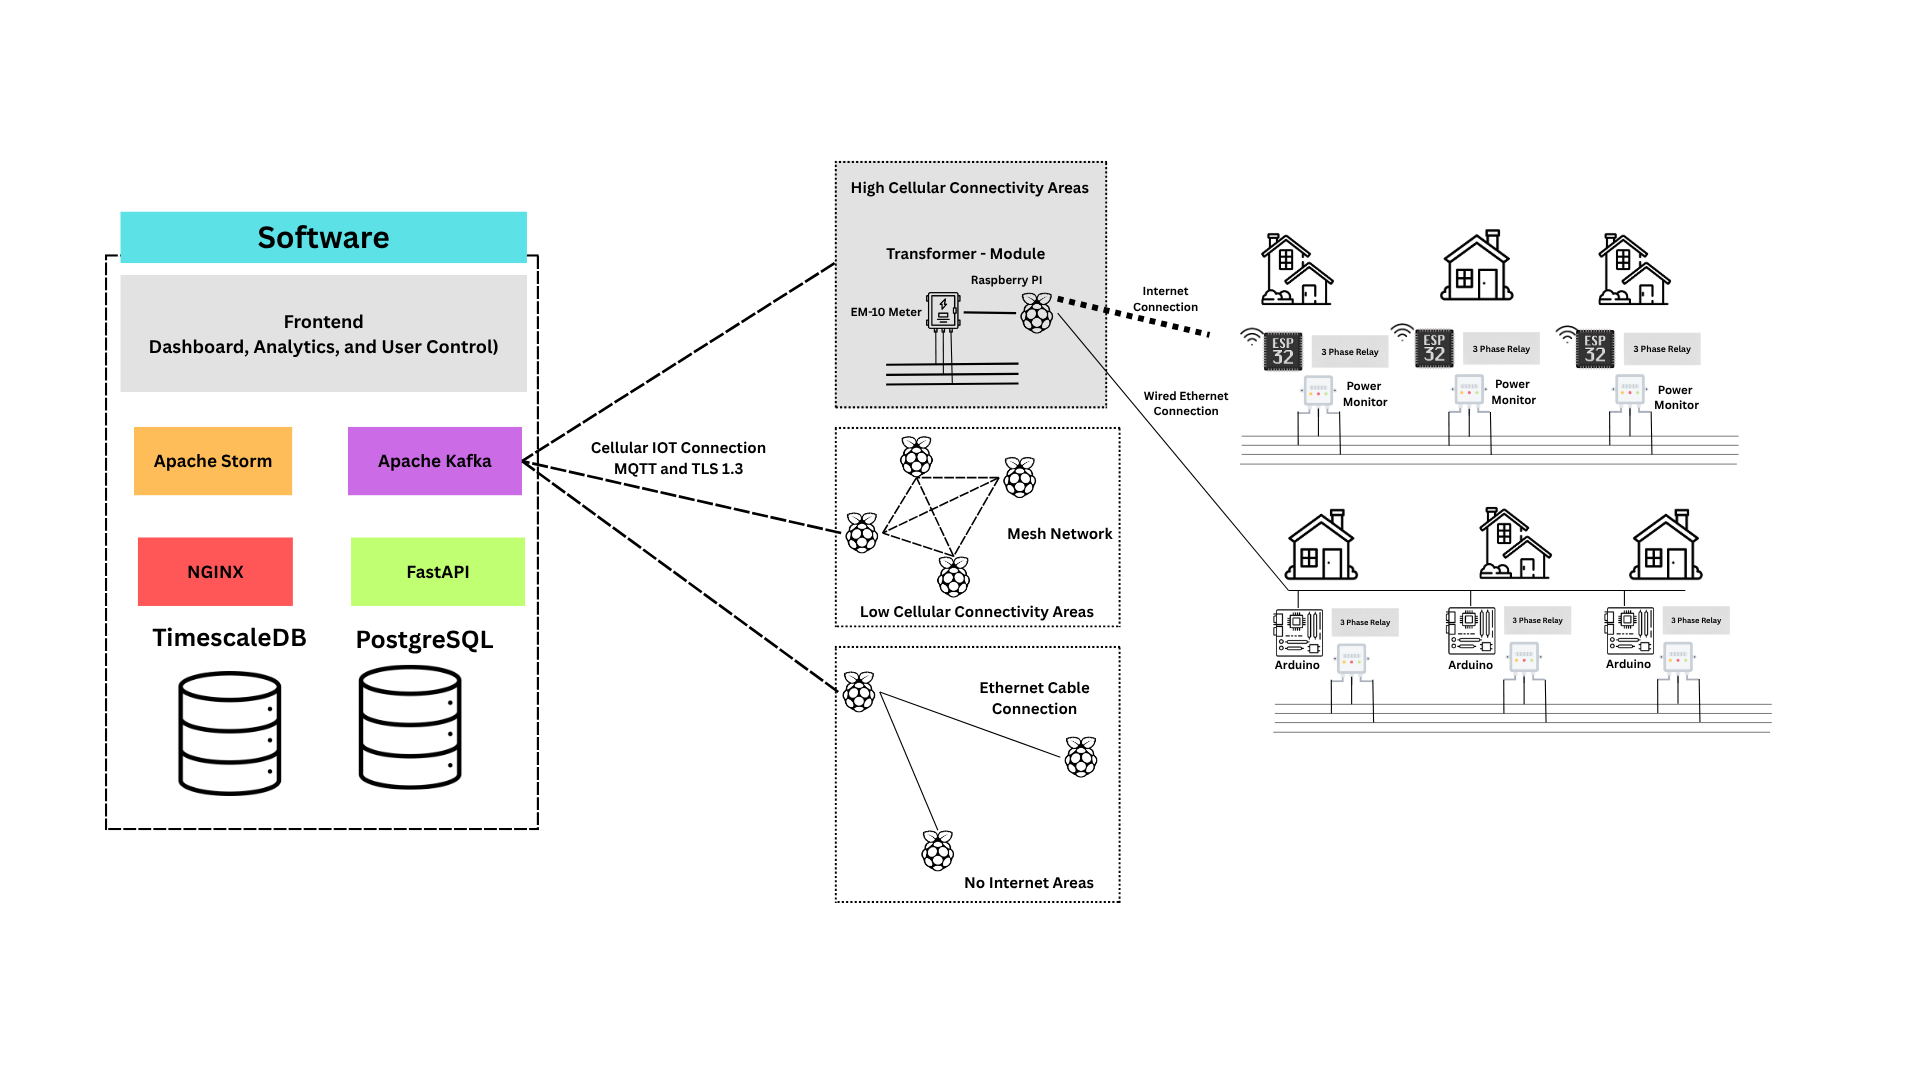 Software
Frontend
Dashboard, Analytics, and User Control)
Apache Storm
Apache Kafka
NGINX
FastAPI
TimescaleDB
PostgreSQL
Cellular IOT Connection
MQTT and TLS 1.3
High Cellular Connectivity Areas
Transformer - Module
Raspberry PI
EM-10 Meter
Mesh Network
Low Cellular Connectivity Areas
Ethernet Cable
Connection
No Internet Areas
Internet
Connection
Wired Ethernet
Connection
ESP
32
3 Phase Relay
ESP
32
3 Phase Relay
ESP
32
3 Phase Relay
Power
Monitor
Power
Monitor
Power
Monitor
3 Phase Relay
3 Phase Relay
3 Phase Relay
Arduino
Arduino
Arduino